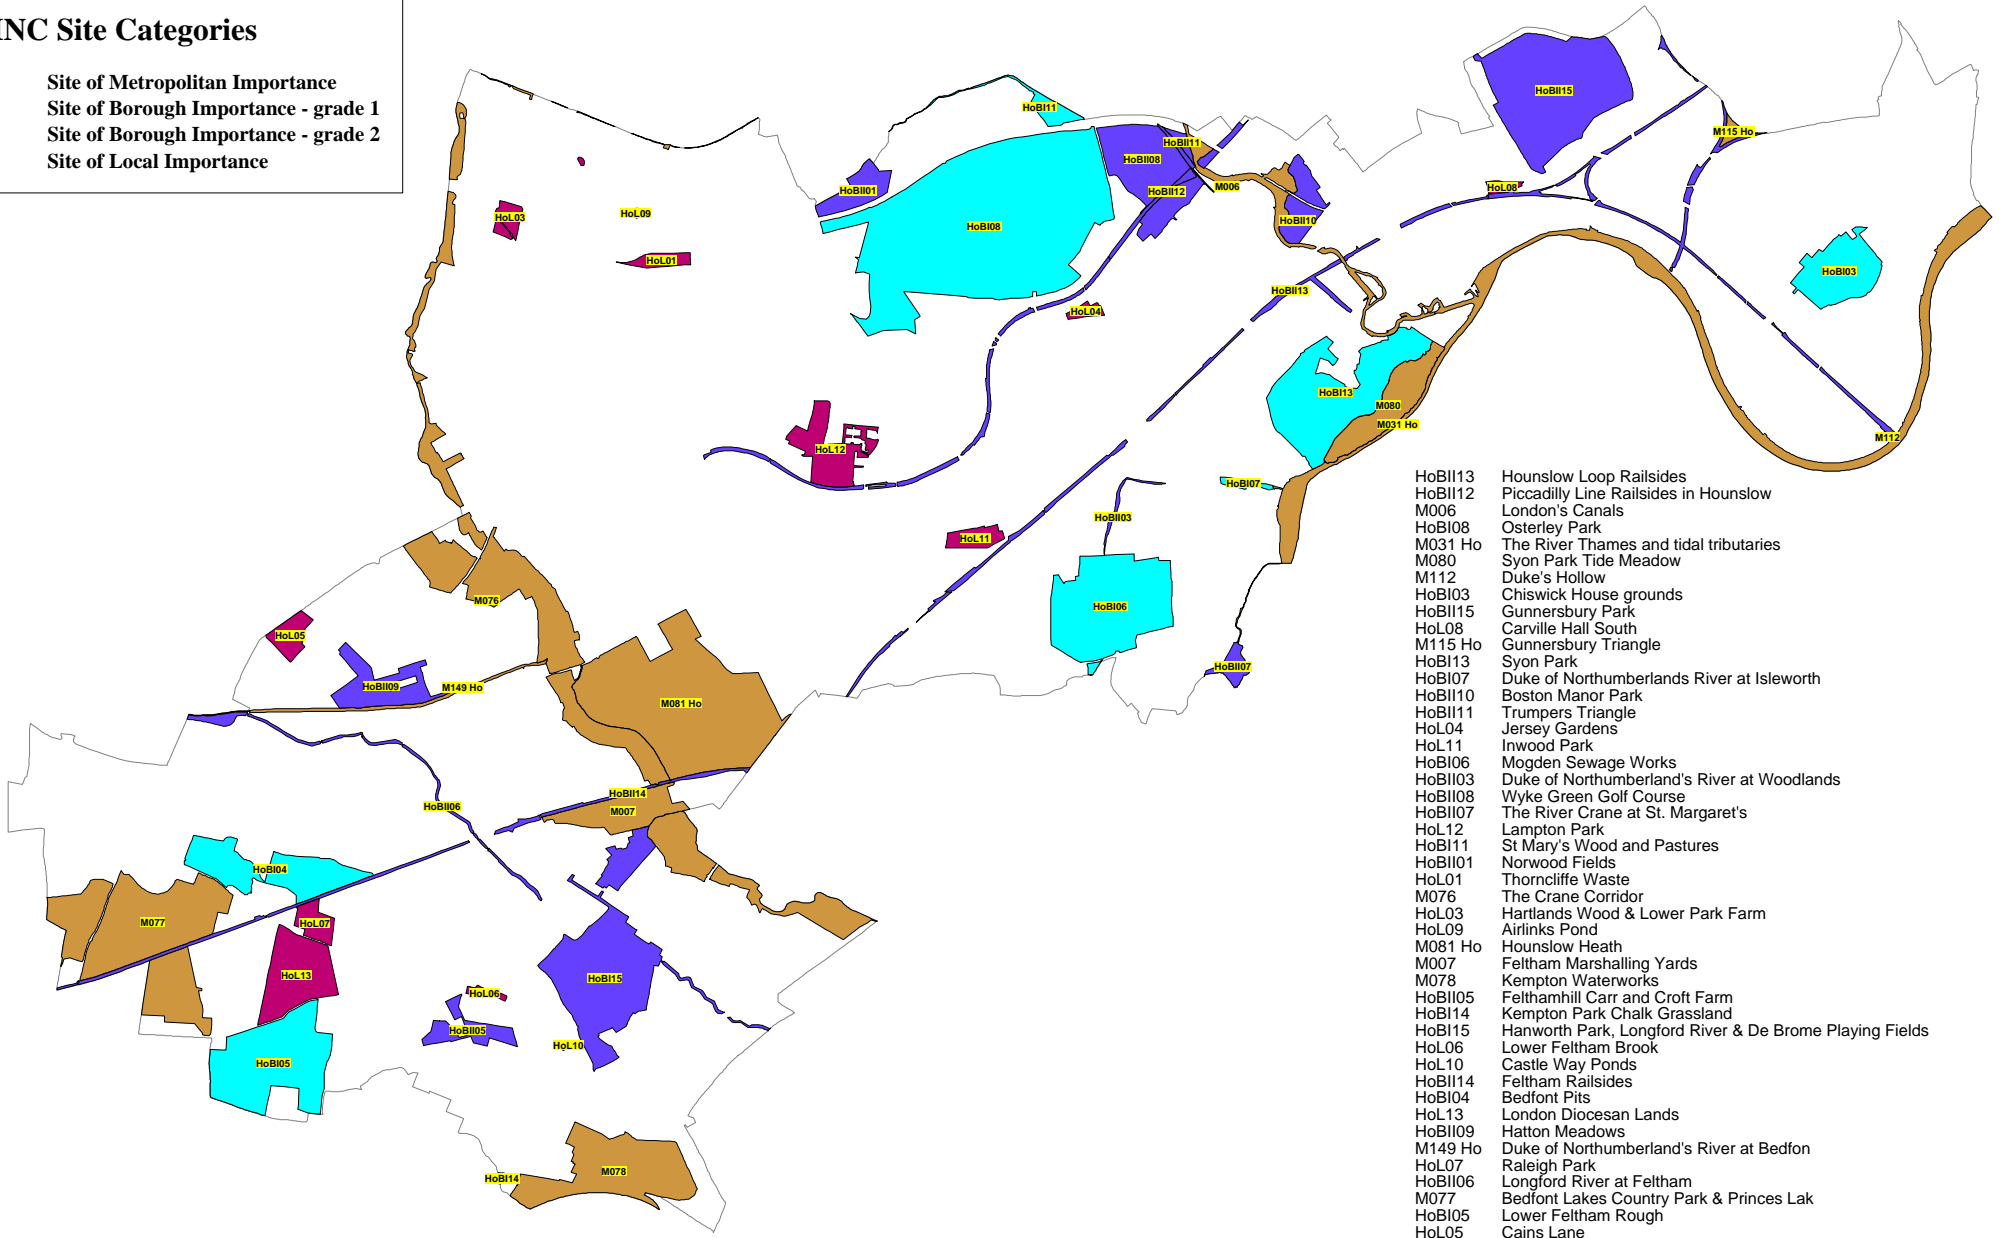 INC Site Categories
Site of Metropolitan Importance
Site of Borough Importance - grade 1
Site of Borough Importance - grade 2
Site of Local Importance
HoBII15
HoBI11
M115 Ho
HoBII11
HoBII08
HoBII01
HoBII12
M006
HoL08
HoL03
HoL09
HoBII10
HoBI08
HoL01
HoBI03
HoBII13
HoL04
HoBI13
M080
M031 Ho
M112
HoL12
HoBI07
HoBII03
HoL11
M076
HoBI06
HoL05
HoBII07
HoBII09
M149 Ho
M081 Ho
HoBII14
HoBII06
M007
HoBI04
M077
HoL07
HoL13
HoBI15
HoL06
HoBII05
HoL10
HoBI05
M078
HoBI14
HoBII13 Hounslow Loop Railsides
HoBII12 Piccadilly Line Railsides in Hounslow
M006 London's Canals
HoBI08 Osterley Park
M031 Ho The River Thames and tidal tributaries
M080 Syon Park Tide Meadow
M112 Duke's Hollow
HoBI03 Chiswick House grounds
HoBII15 Gunnersbury Park
HoL08 Carville Hall South
M115 Ho Gunnersbury Triangle
HoBI13 Syon Park
HoBI07 Duke of Northumberlands River at Isleworth
HoBII10 Boston Manor Park
HoBII11 Trumpers Triangle
HoL04 Jersey Gardens
HoL11 Inwood Park
HoBI06 Mogden Sewage Works
HoBII03 Duke of Northumberland's River at Woodlands
HoBII08 Wyke Green Golf Course
HoBII07 The River Crane at St. Margaret's
HoL12 Lampton Park
HoBI11 St Mary's Wood and Pastures
HoBII01 Norwood Fields
HoL01 Thorncliffe Waste
M076 The Crane Corridor
HoL03 Hartlands Wood & Lower Park Farm
HoL09 Airlinks Pond
M081 Ho Hounslow Heath
M007 Feltham Marshalling Yards
M078 Kempton Waterworks
HoBII05 Felthamhill Carr and Croft Farm
HoBI14 Kempton Park Chalk Grassland
HoBI15 Hanworth Park, Longford River & De Brome Playing Fields
HoL06 Lower Feltham Brook
HoL10 Castle Way Ponds
HoBII14 Feltham Railsides
HoBI04 Bedfont Pits
HoL13 London Diocesan Lands
HoBII09 Hatton Meadows
M149 Ho Duke of Northumberland's River at Bedfon
HoL07 Raleigh Park
HoBII06 Longford River at Feltham
M077 Bedfont Lakes Country Park & Princes Lak
HoBI05 Lower Feltham Rough
HoL05 Cains Lane